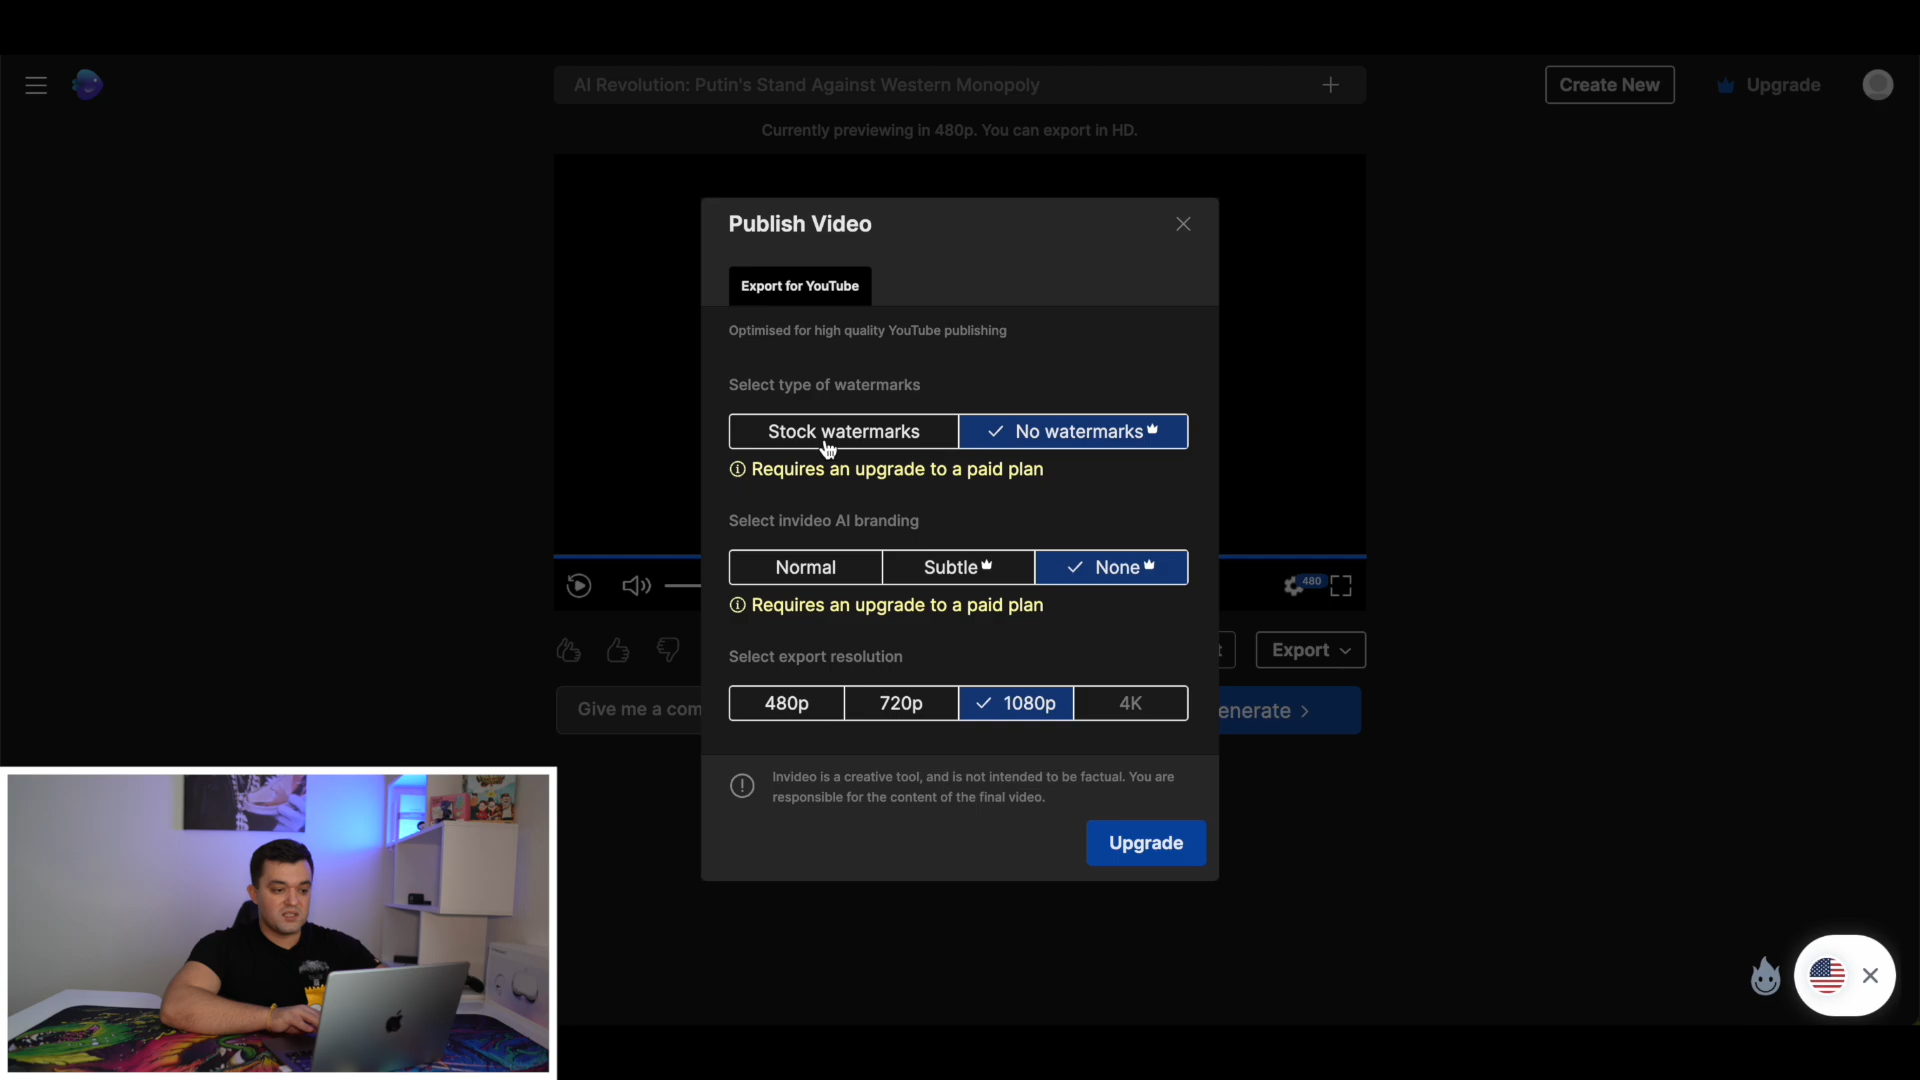 AI Revolution: Putin's Stand Against Western Monopoly
Create New
Upgrade
Currently previewing in 480p. You can export in HD.
Publish Video
Export for YouTube
Optimised for high quality YouTube publishing
Select type of watermarks
Stock watermarks
No watermarks
Requires an upgrade to a paid plan
Select invideo AI branding
Normal
Subtle
None
Requires an upgrade to a paid plan
480
Select export resolution
Export
480p
720p
1080p
4K
Give me a com
enerate
Invideo is a creative tool, and is not intended to be factual. You are
responsible for the content of the final video.
Upgrade